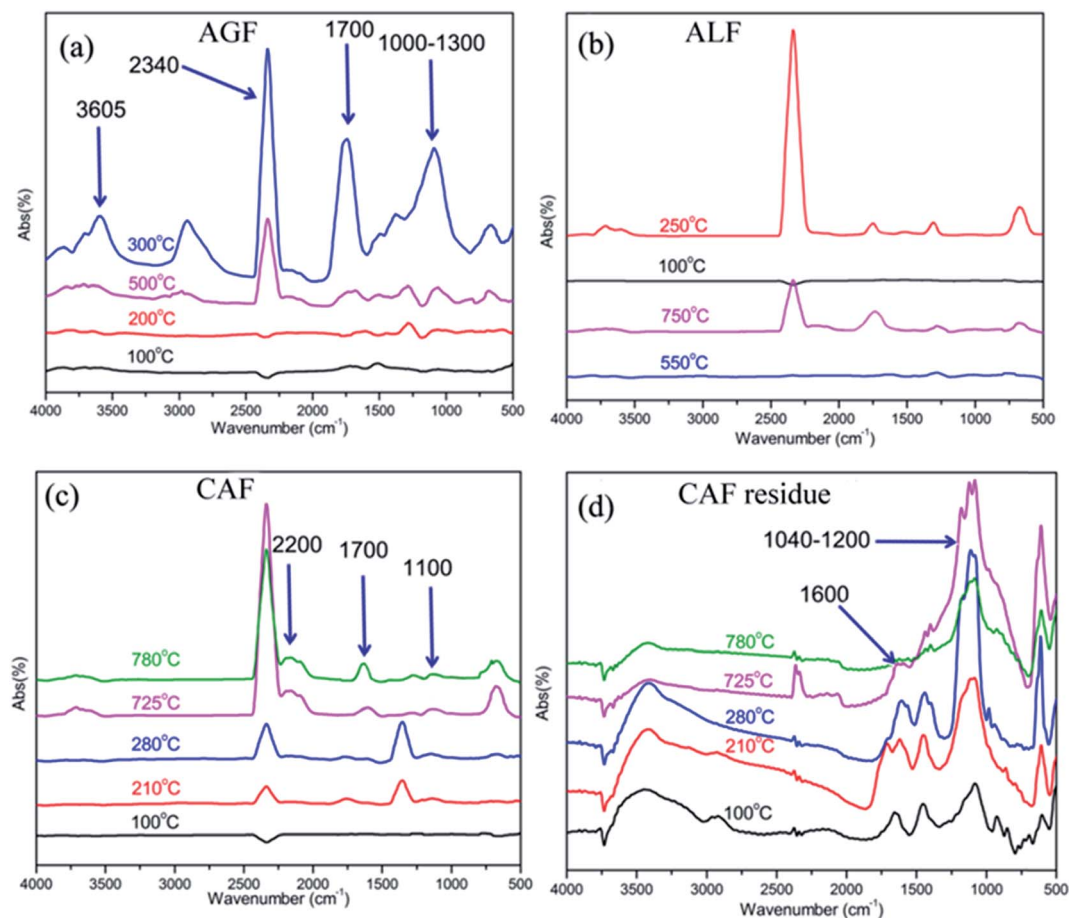 (a)
AGF
2340
1700
1000-1300
3605
300°C
500°C
200°C
100°C
Abs(%)
4000 3500 3000 2500 2000 1500 1000 500
Wavenumber (cm-1)
(b)
ALF
250°C
100°C
750°C
550°C
Abs(%)
4000 3500 3000 2500 2000 1500 1000 500
Wavenumber (cm-1)
(c)
CAF
2200
1700
1100
780°C
725°C
280°C
210°C
100°C
Abs(%)
4000 3500 3000 2500 2000 1500 1000 500
Wavenumber (cm-1)
(d)
CAF residue
1040-1200
1600
780°C
725°C
280°C
210°C
100°C
Abs(%)
4000 3500 3000 2500 2000 1500 1000 500
Wavenumber (cm-1)